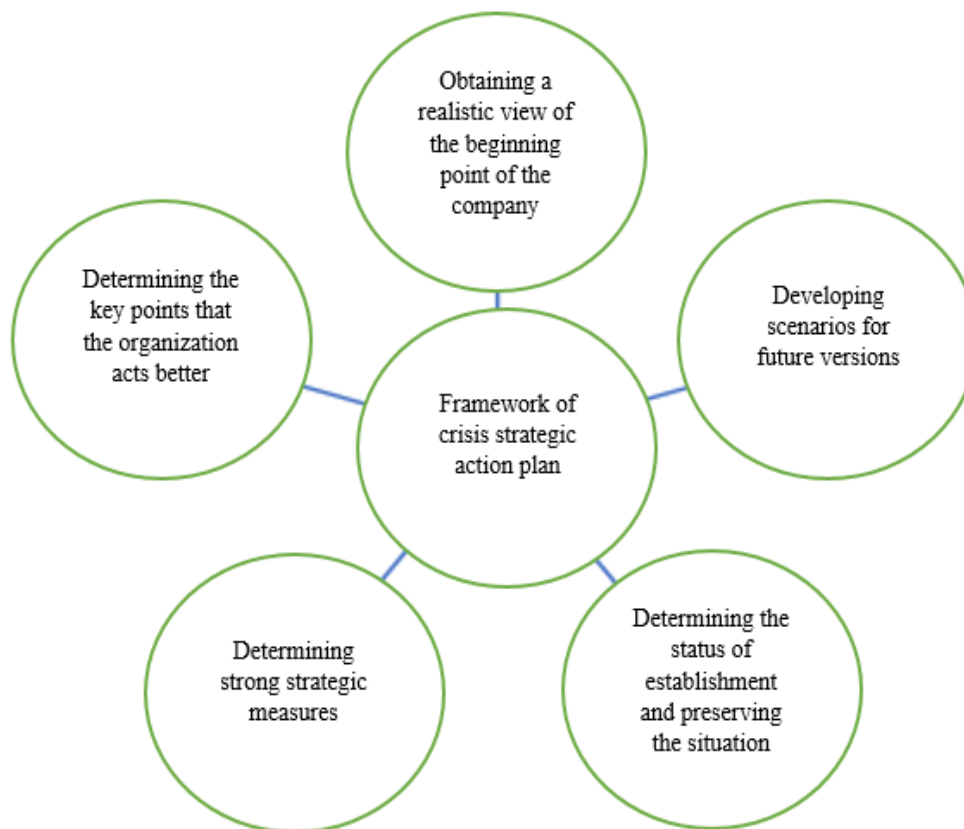 Obtaining a
realistic view of
the beginning
point of the
company
Determining the
key points that
the organization
acts better
Developing
scenarios for
future versions
Framework of
crisis strategic
action plan
Determining
strong strategic
measures
Determining the
status of
establishment
and preserving
the situation